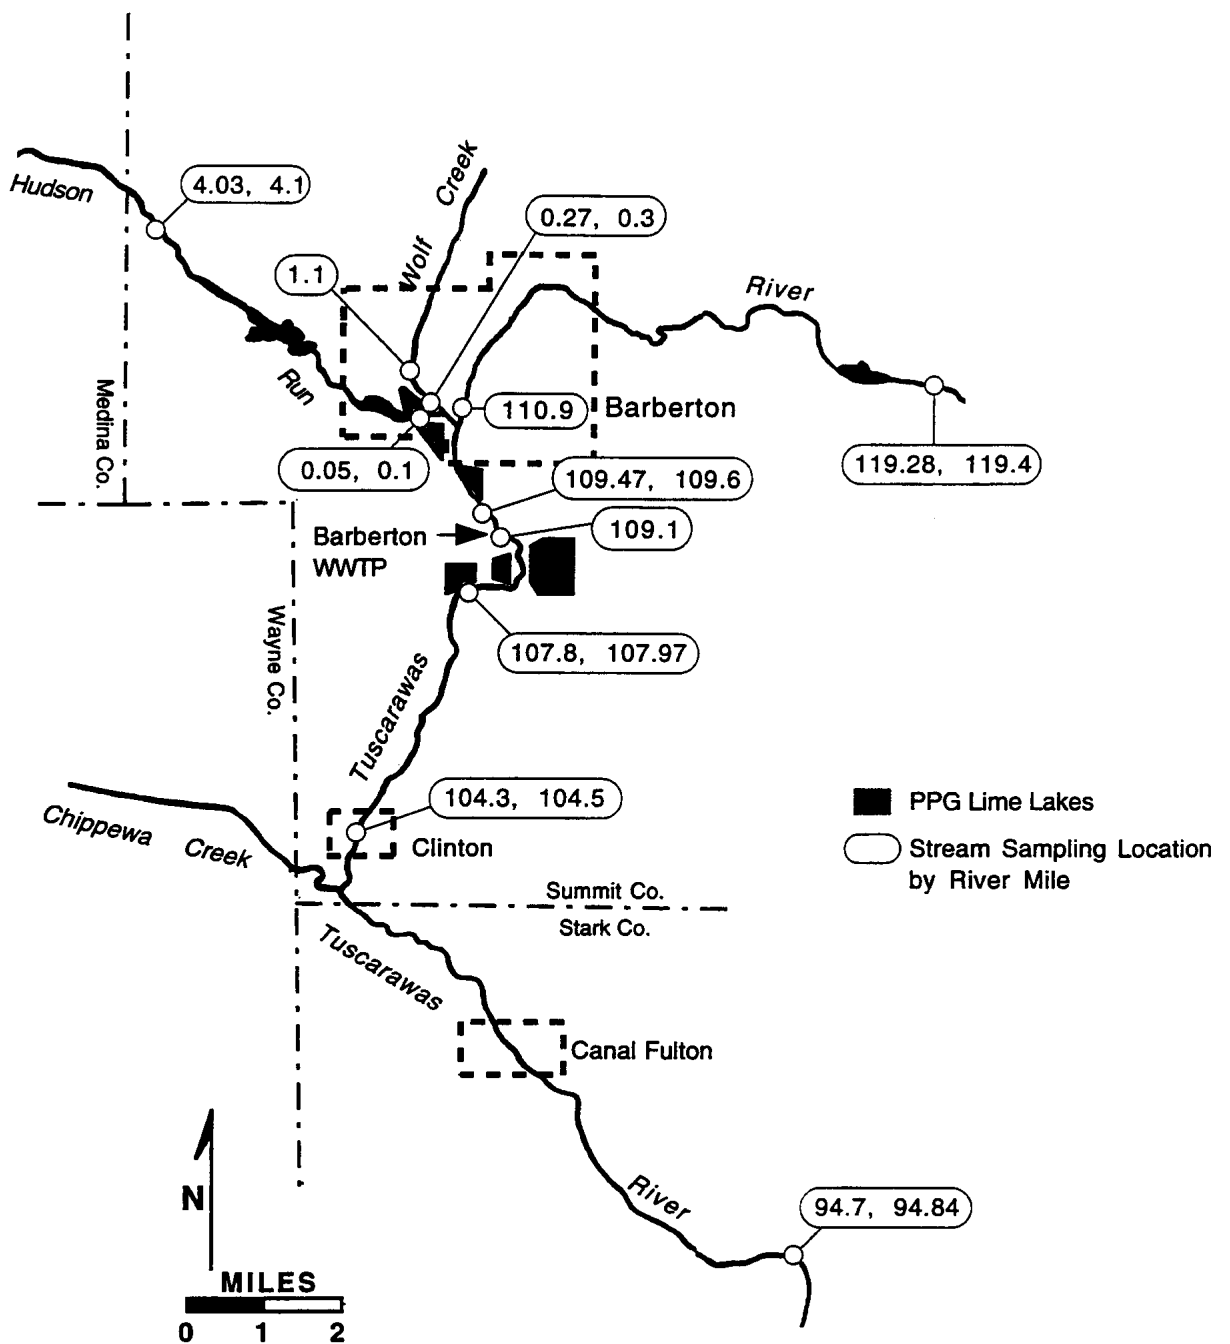 Creek
Hudson
4.03, 4.1
0.27, 0.3
Wolf
1.1
River
Run
Medina Co.
110.9
Barberton
0.05, 0.1
119.28, 119.4
109.47, 109.6
109.1
Barberton
WWTP
Wayne Co.
107.8, 107.97
Tuscarawas
104.3, 104.5
PPG Lime Lakes
Chippewa Creek
Clinton
Stream Sampling Location
by River Mile
Summit Co.
Stark Co.
Tuscarawas
Canal Fulton
N
River
94.7, 94.84
MILES
0 1 2